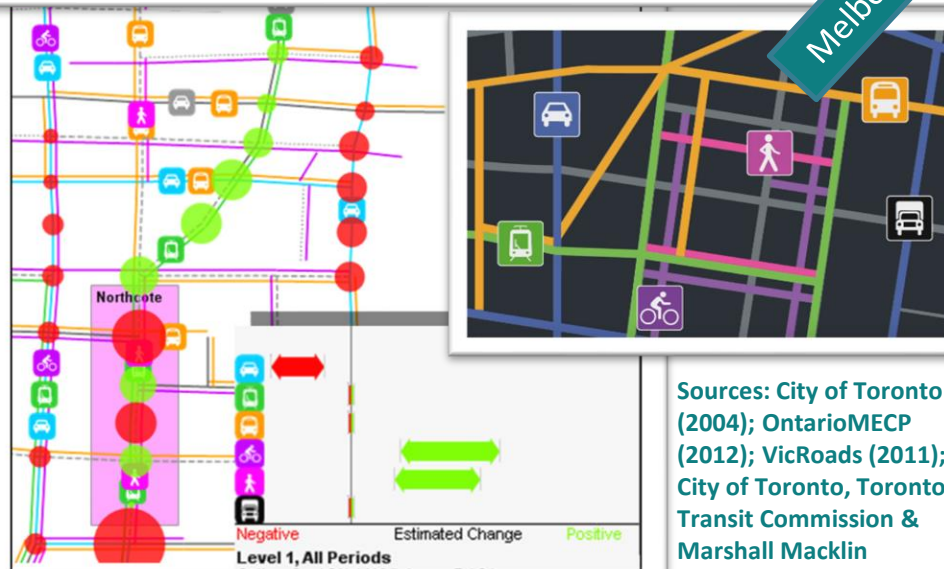 Northcote
Negative Estimated Change Positive
Level 1, All Periods
Sources: City of Toronto
(2004); OntarioMECP
(2012); VicRoads (2011);
City of Toronto, Toronto
Transit Commission &
Marshall Macklin